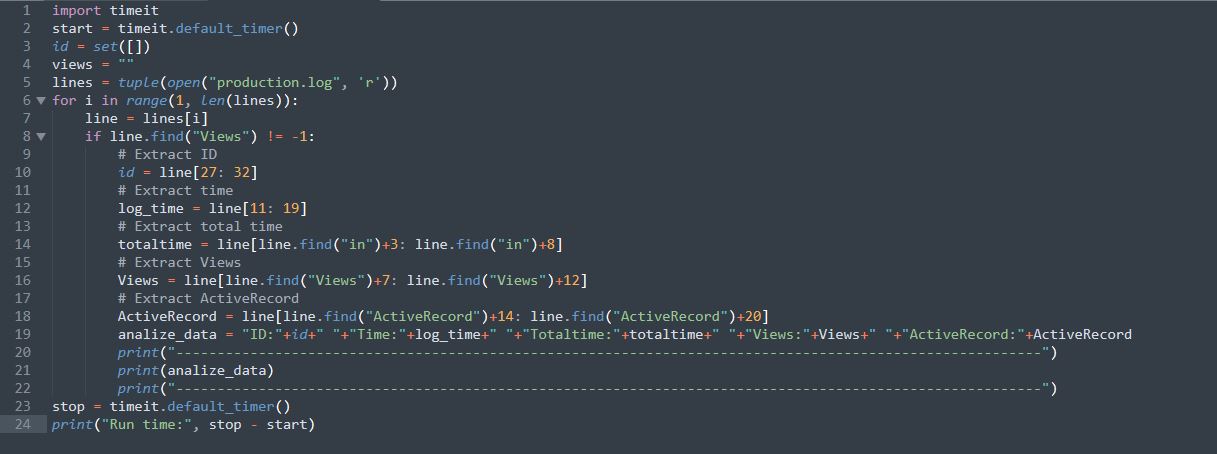 1 import timeit
2 start = timeit.default_timer()
3 id = set([])
4 views = ""
5 lines = tuple(open("production.log", 'r'))
6 for i in range(1, len(lines)):
7 line = lines[i]
8 if line.find("Views") != -1:
9 # Extract ID
10 id = line[27: 32]
11 # Extract time
12 log_time = line[11: 19]
13 # Extract total time
14 totaltime = line[line.find("in")+3: line.find("in")+8]
15 # Extract Views
16 Views = line[line.find("Views")+7: line.find("Views")+12]
17 # Extract ActiveRecord
18 ActiveRecord = line[line.find("ActiveRecord")+14: line.find("ActiveRecord")+20]
19 analize_data = "ID:"+id+" "+"Time:"+log_time+" "+"Totaltime:"+totaltime+" "+"Views:"+Views+" "+"ActiveRecord:"+ActiveRecord
20 print("--------------------------------------------------------------------------------------------------------")
21 print(analize_data)
22 print("--------------------------------------------------------------------------------------------------------")
23 stop = timeit.default_timer()
24 print("Run time:", stop - start)